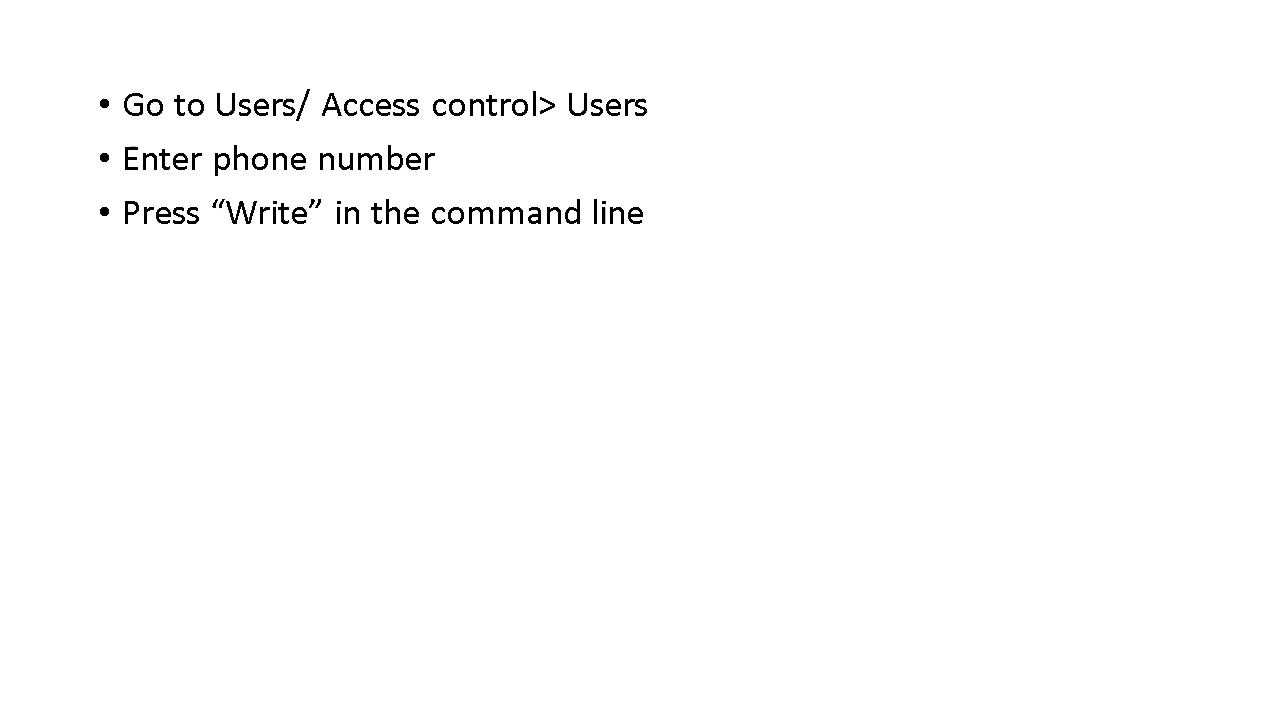 • Go to Users/ Access control> Users
• Enter phone number
• Press “Write” in the command line